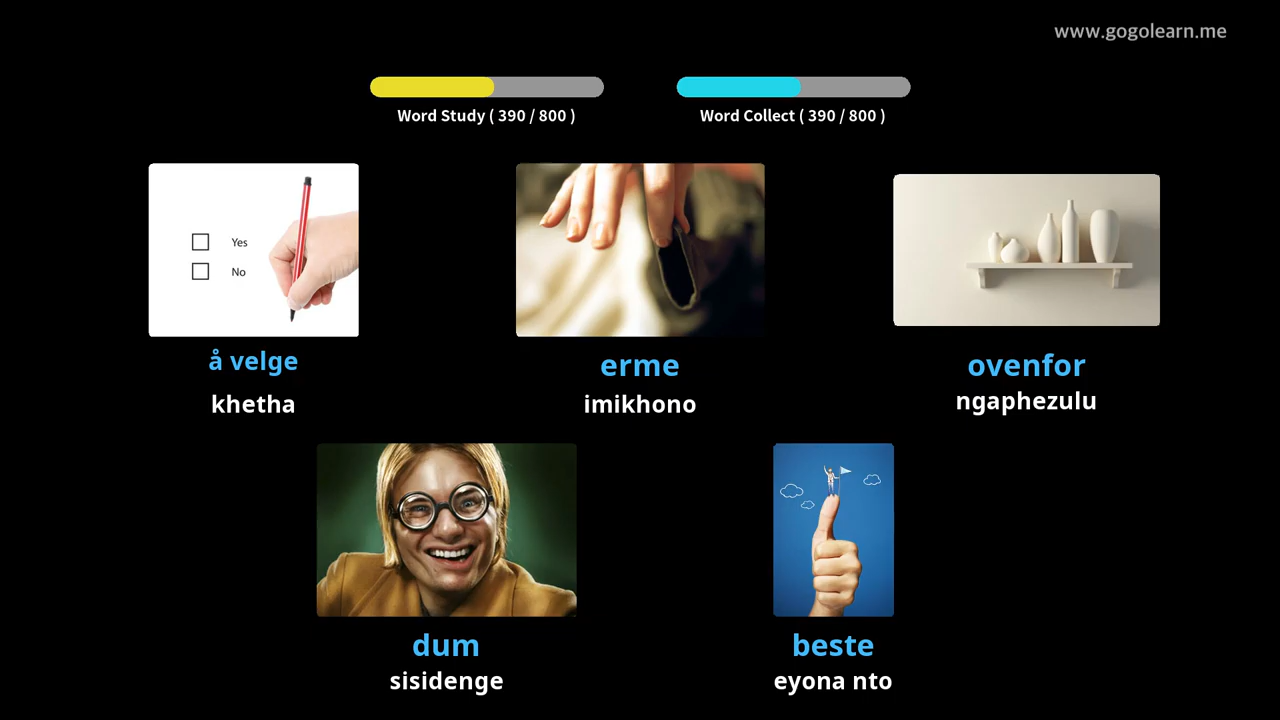 www.gogolearn.me
Word Study ( 390 / 800 )
Word Collect ( 390 / 800 )
Yes
No
å velge
khetha
erme
imikhono
ovenfor
ngaphezulu
dum
sisidenge
beste
eyona nto